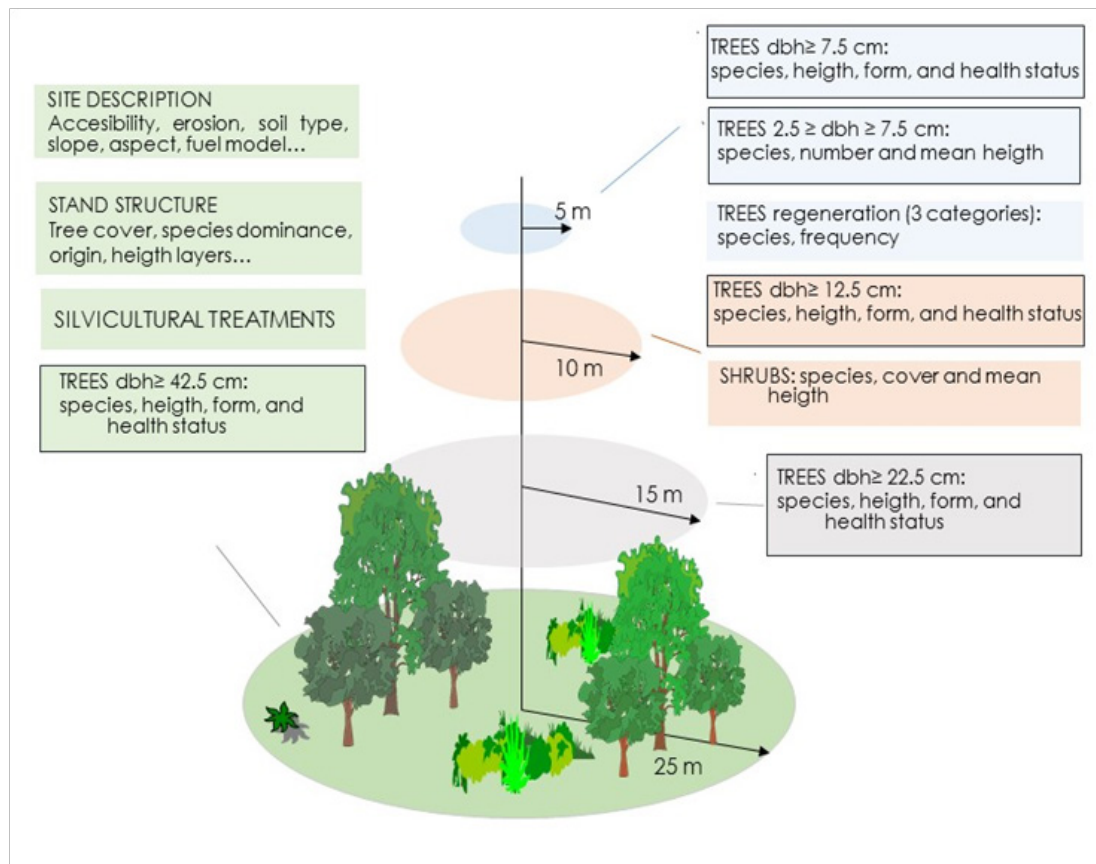 SITE DESCRIPTION
Accesibility, erosion, soil type,
slope, aspect, fuel model...
STAND STRUCTURE
Tree cover, species dominance,
origin, heigth layers...
SILVICULTURAL TREATMENTS
TREES dbh≥ 42.5 cm:
species, heigth, form, and
health status
5 m
10 m
15 m
25 m
TREES dbh≥ 7.5 cm:
species, heigth, form, and health status
TREES 2.5 ≥ dbh ≥ 7.5 cm:
species, number and mean heigth
TREES regeneration (3 categories):
species, frequency
TREES dbh≥ 12.5 cm:
species, heigth, form, and health status
SHRUBS: species, cover and mean
heigth
TREES dbh≥ 22.5 cm:
species, heigth, form, and
health status